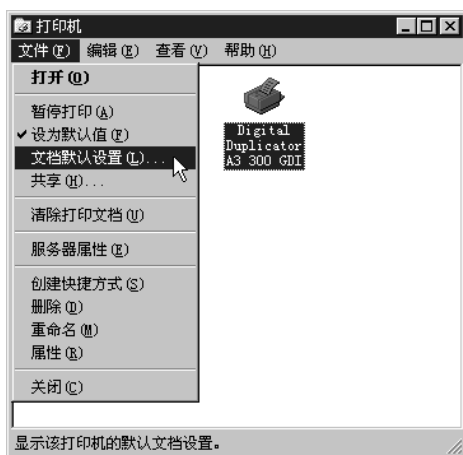 打印机
文件(F) 编辑(E) 查看(V) 帮助(H)
打开(O)
暂停打印(A)
设为默认值(F)
文档默认设置(L)...
共享(H)...
清除打印文档(U)
服务器属性(E)
创建快捷方式(S)
删除(D)
重命名(M)
属性(R)
关闭(C)
Digital
Duplicator
A3 300 GDI
显示该打印机的默认文档设置。